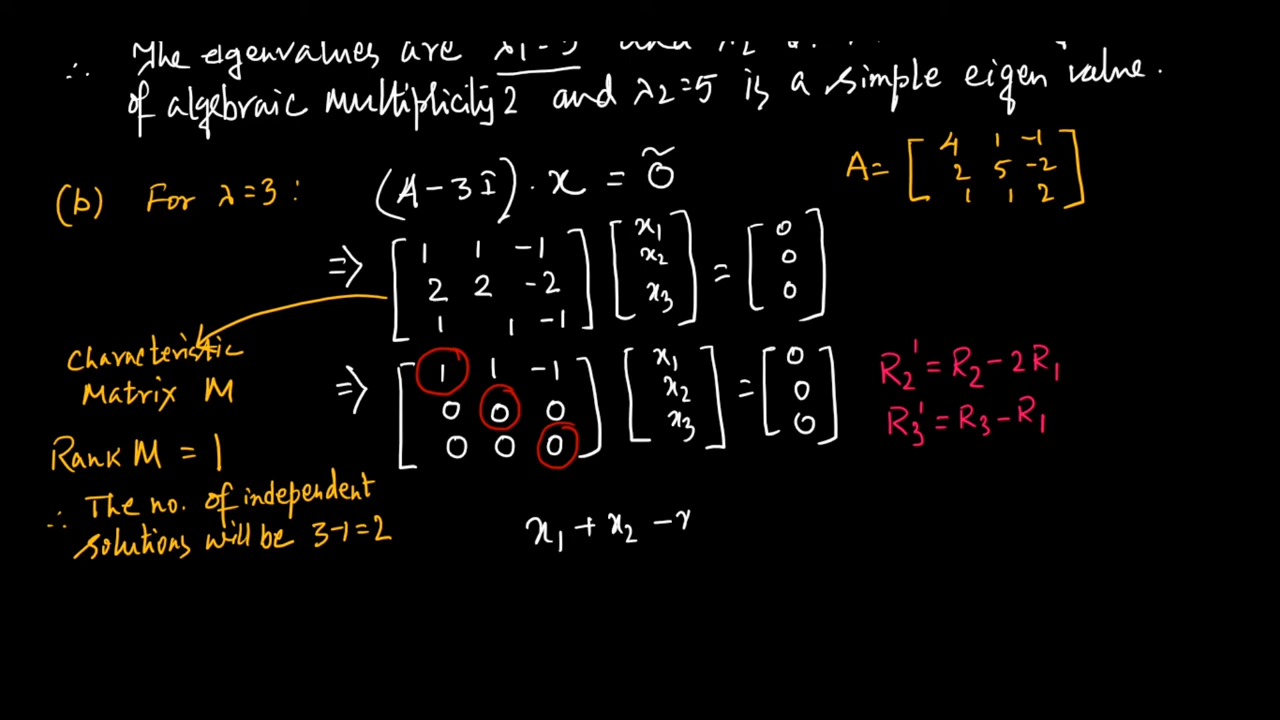 The eigenvalues are λ1 = 3 and λ2
∴ of algebraic multiplicity 2 and λ2=5 is a simple eigen value.
(b) For λ=3 : (A-3I) · x = 0̃
A= [ 4 1 -1
2 5 -2
1 1 2 ]
=> [ 1 1 -1
2 2 -2
1 1 -1 ] [ x1
x2
x3 ] = [ 0
0
0 ]
Characteristic
Matrix M
=> [ 1 1 -1
0 0 0
0 0 0 ] [ x1
x2
x3 ] = [ 0
0
0 ]
R2' = R2 - 2R1
R3' = R3 - R1
Rank M = 1
∴ The no. of independent
solutions will be 3-1=2
x1 + x2 -